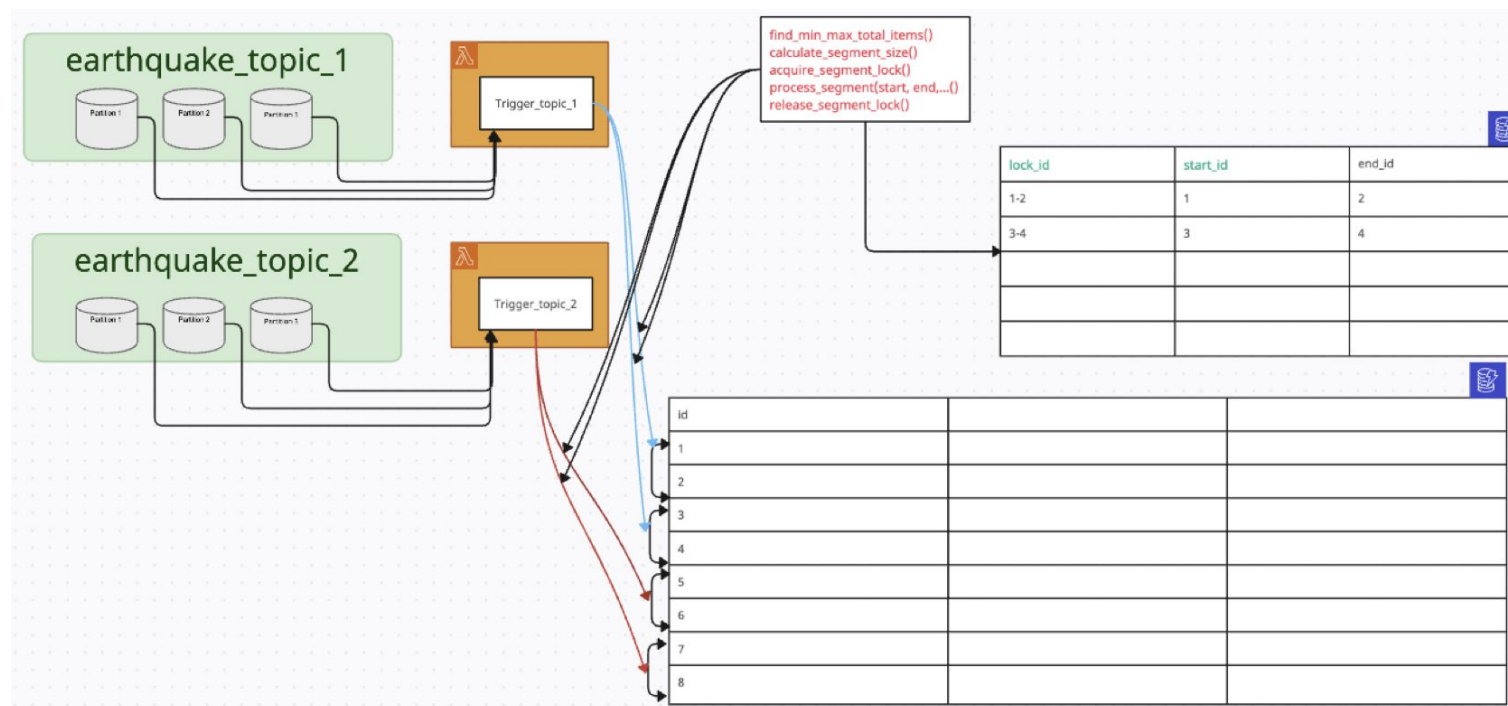 earthquake_topic_1
Partition 1
Partition 2
Partition 3
Trigger_topic_1
find_min_max_total_items()
calculate_segment_size()
acquire_segment_lock()
process_segment(start, end,...()
release_segment_lock()
lock_id start_id end_id
1-2 1 2
3-4 3 4
earthquake_topic_2
Partition 1
Partition 2
Partition 3
Trigger_topic_2
id
1
2
3
4
5
6
7
8